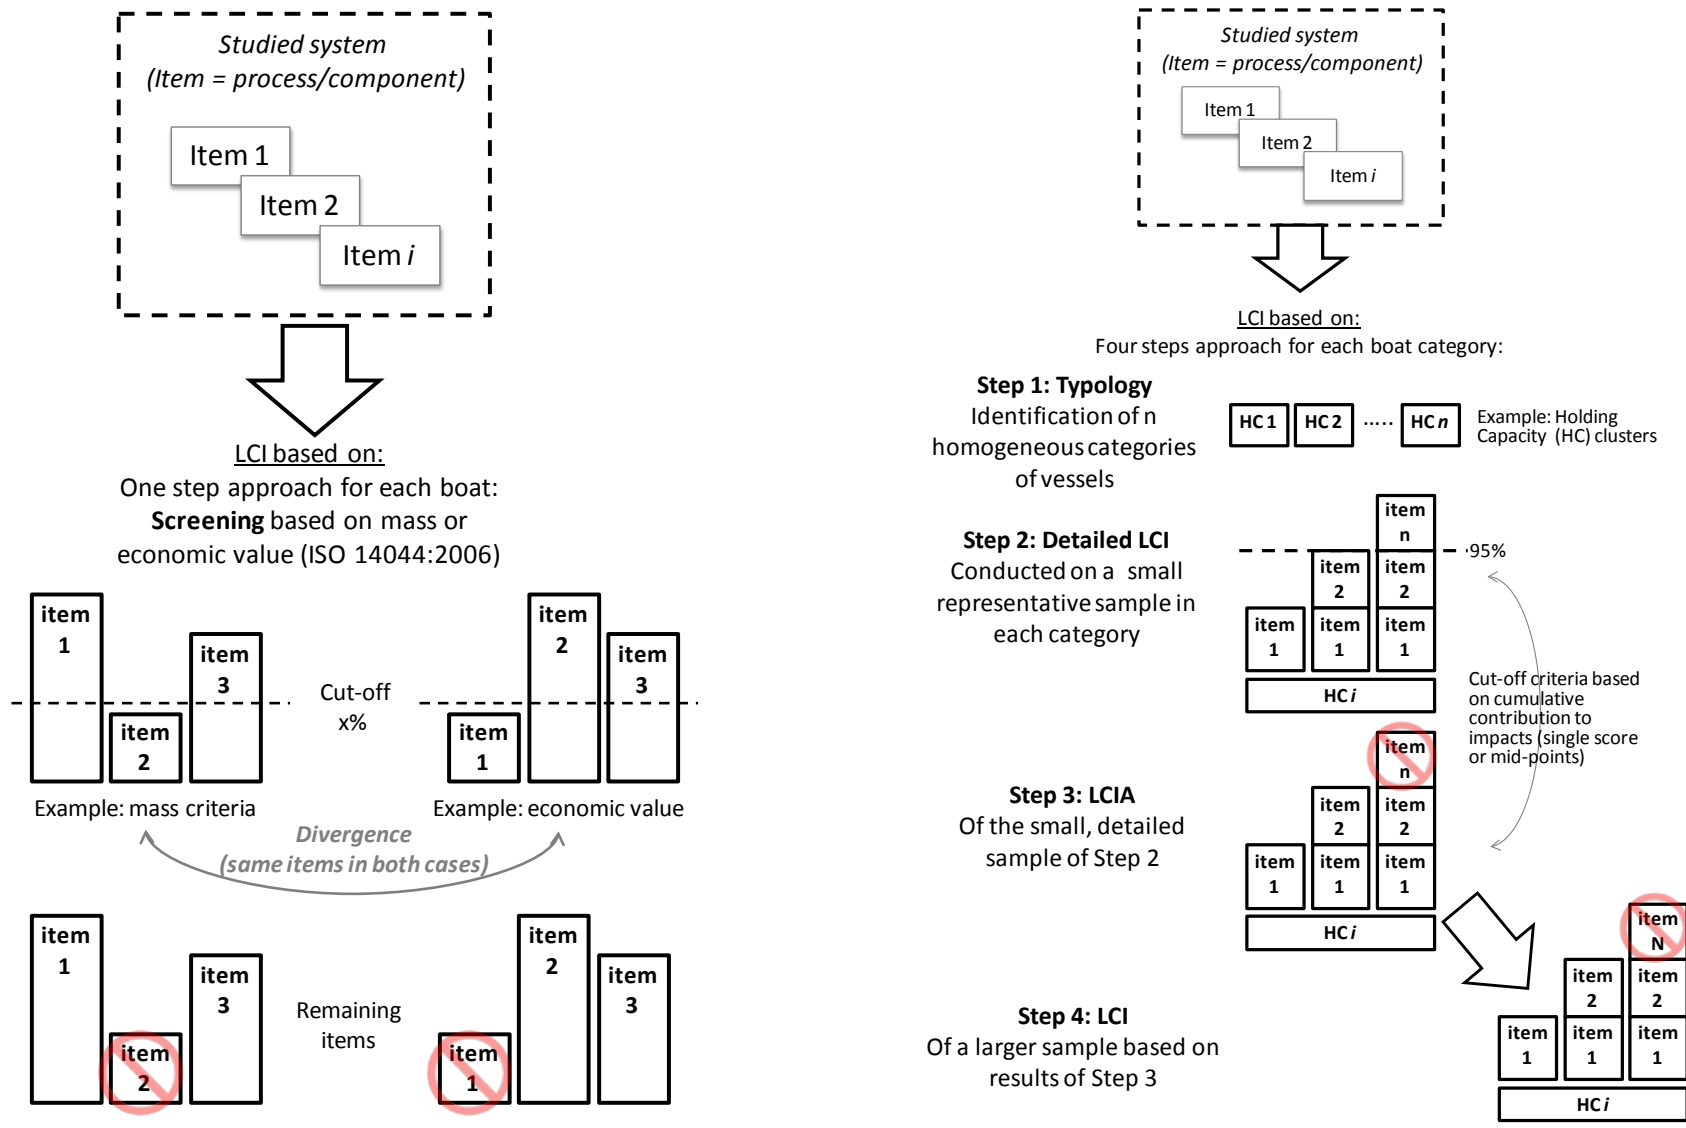 Studied system
(Item = process/component)
Item 1
Item 2
Item i
LCI based on:
One step approach for each boat:
Screening based on mass or
economic value (ISO 14044:2006)
item
1
item
2
item
3
Cut-off
x%
item
1
item
2
item
3
Example: mass criteria
Example: economic value
Divergence
(same items in both cases)
item
1
item
2
item
3
Remaining
items
item
1
item
2
item
3
Studied system
(Item = process/component)
Item 1
Item 2
Item i
LCI based on:
Four steps approach for each boat category:
Step 1: Typology
Identification of n
homogeneous categories
of vessels
HC 1
HC 2
.....
HC n
Example: Holding
Capacity (HC) clusters
Step 2: Detailed LCI
Conducted on a small
representative sample in
each category
item
n
95%
item
2
item
2
item
1
item
1
item
1
HC i
Cut-off criteria based
on cumulative
contribution to
impacts (single score
or mid-points)
Step 3: LCIA
Of the small, detailed
sample of Step 2
item
n
item
2
item
2
item
1
item
1
item
1
HC i
Step 4: LCI
Of a larger sample based on
results of Step 3
item
N
item
2
item
2
item
1
item
1
item
1
HC i